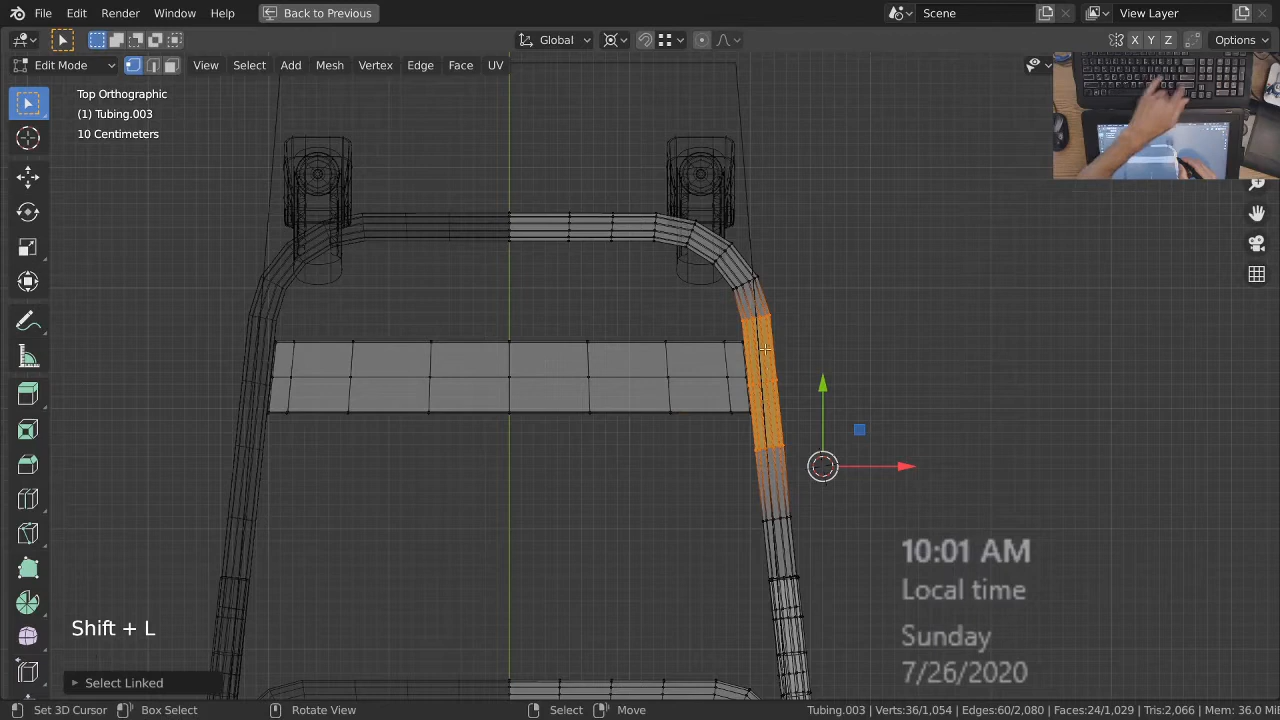 File Edit Render Window Help Back to Previous Scene View Layer
Global X Y Z Options
Edit Mode View Select Add Mesh Vertex Edge Face UV
Top Orthographic
(1) Tubing.003
10 Centimeters
10:01 AM
Local time
Sunday
7/26/2020
Shift + L
Select Linked
Set 3D Cursor Box Select Rotate View Select Move Tubing.003 | Verts:36/1,054 | Edges:60/2,080 | Faces:24/1,029 | Tris:2,066 | Mem: 36.0 Mi